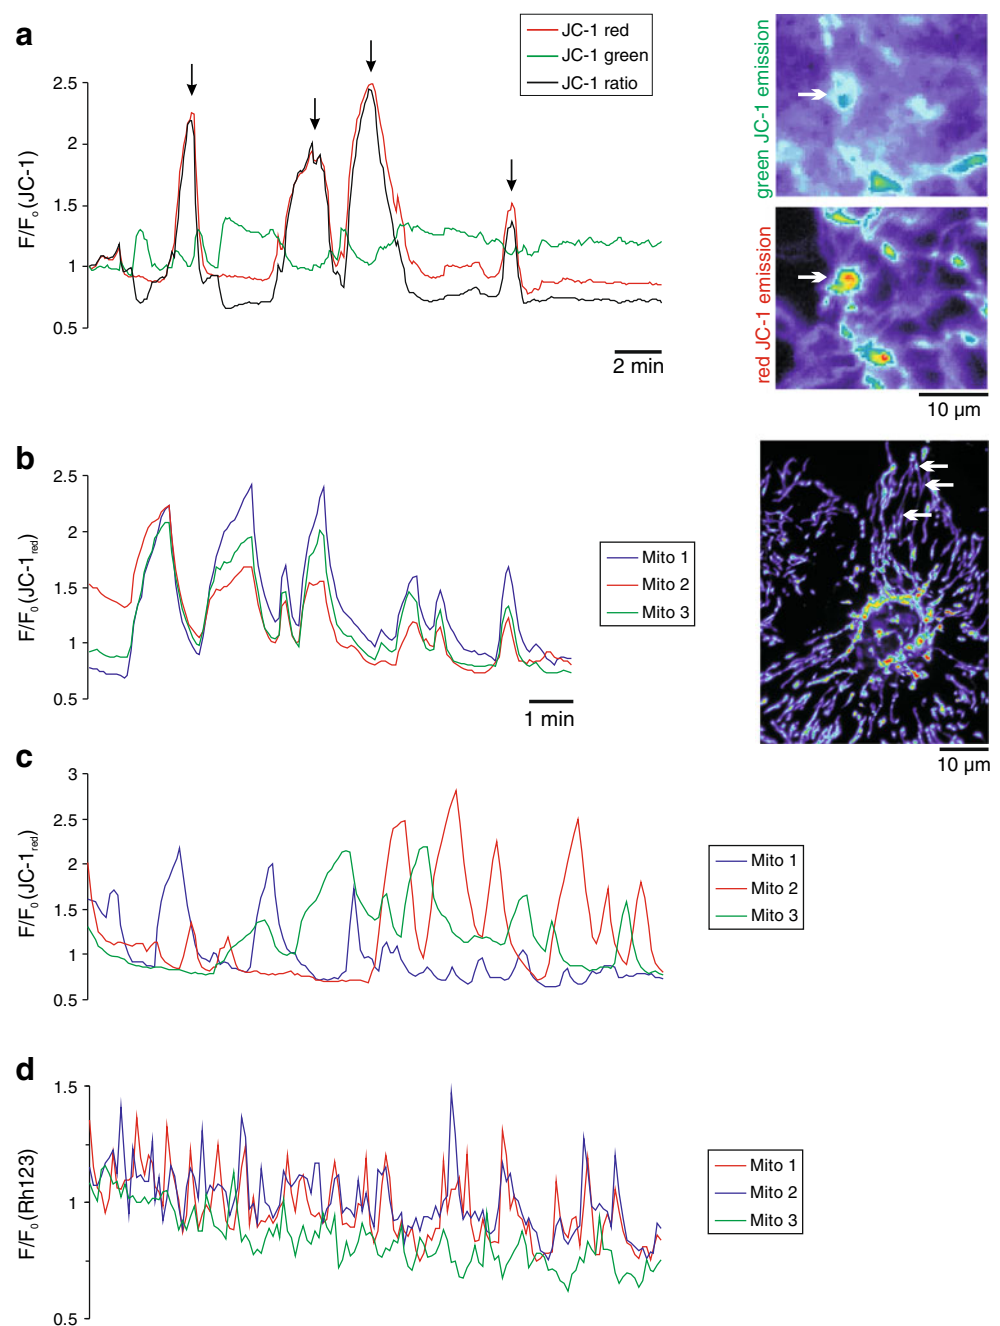 a
JC-1 red
JC-1 green
JC-1 ratio
F/F₀ (JC-1)
2.5
2
1.5
1
0.5
2 min
green JC-1 emission
red JC-1 emission
10 µm
b
F/F₀ (JC-1red)
2.5
2
1.5
1
0.5
1 min
Mito 1
Mito 2
Mito 3
10 µm
c
F/F₀ (JC-1red)
3
2.5
2
1.5
1
0.5
Mito 1
Mito 2
Mito 3
d
F/F₀ (Rh123)
1.5
1
0.5
Mito 1
Mito 2
Mito 3